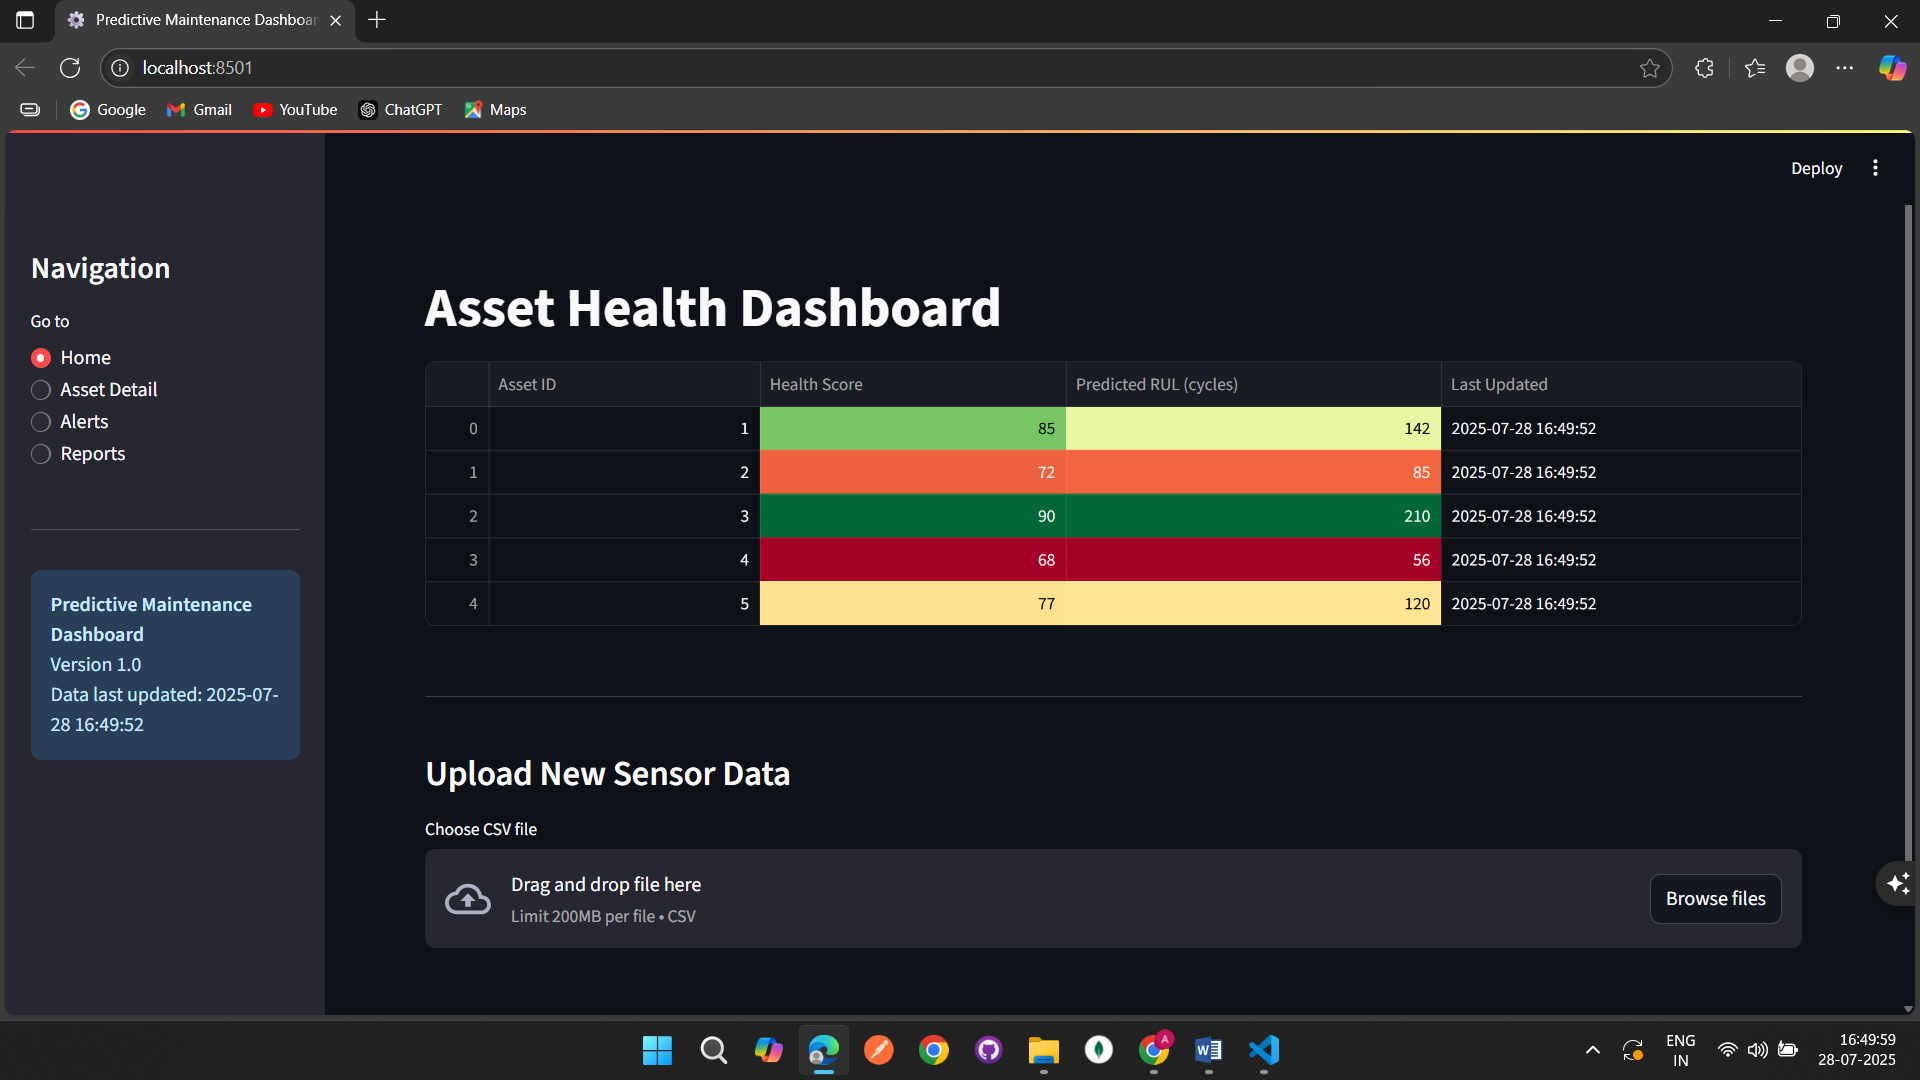 Predictive Maintenance Dashboar
localhost:8501
Google
Gmail
YouTube
ChatGPT
Maps
Deploy
Navigation
Go to
Home
Asset Detail
Alerts
Reports
Predictive Maintenance
Dashboard
Version 1.0
Data last updated: 2025-07-
28 16:49:52
Asset Health Dashboard
Asset ID Health Score Predicted RUL (cycles) Last Updated
0 1 85 142 2025-07-28 16:49:52
1 2 72 85 2025-07-28 16:49:52
2 3 90 210 2025-07-28 16:49:52
3 4 68 56 2025-07-28 16:49:52
4 5 77 120 2025-07-28 16:49:52
Upload New Sensor Data
Choose CSV file
Drag and drop file here
Limit 200MB per file • CSV
Browse files
A
W
ENG
IN
16:49:59
28-07-2025